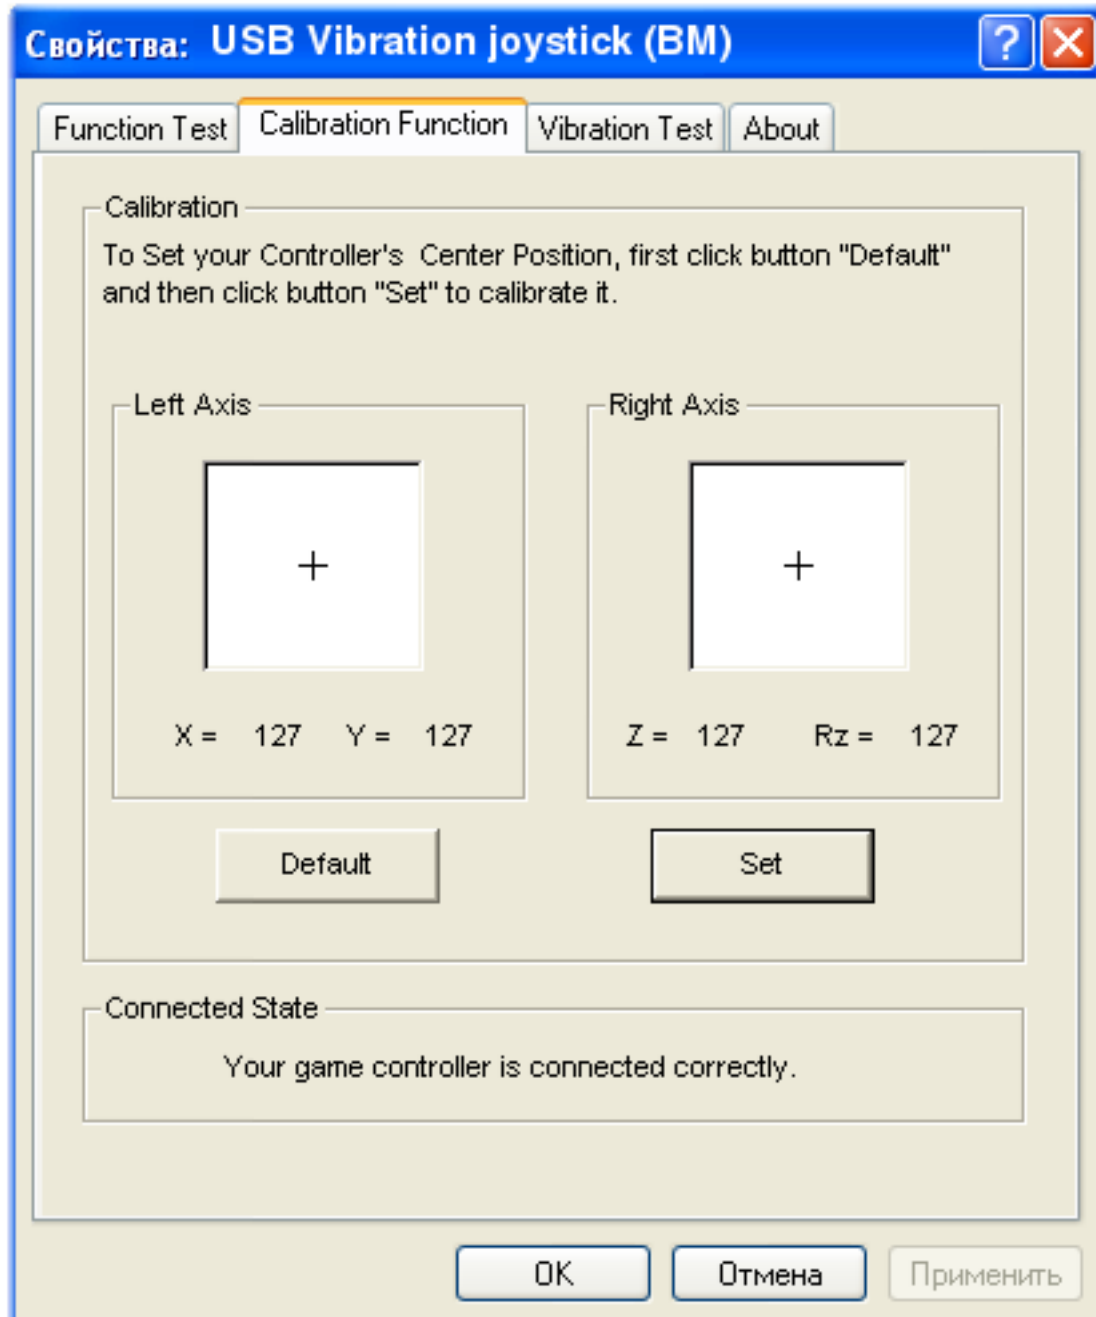 Свойства: USB Vibration joystick (BM)
Function Test Calibration Function Vibration Test About
Calibration
To Set your Controller's Center Position, first click button "Default"
and then click button "Set" to calibrate it.
Left Axis Right Axis
X = 127 Y = 127 Z = 127 Rz = 127
Default Set
Connected State
Your game controller is connected correctly.
OK Отмена Применить